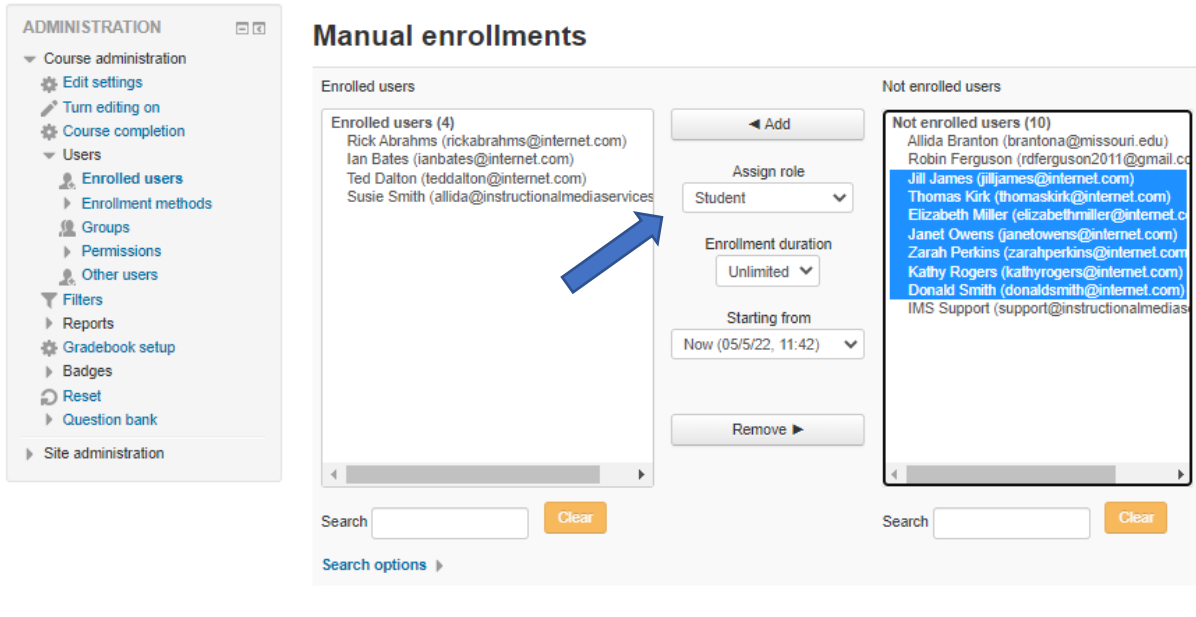 ADMINISTRATION
Course administration
Edit settings
Turn editing on
Course completion
Users
Enrolled users
Enrollment methods
Groups
Permissions
Other users
Filters
Reports
Gradebook setup
Badges
Reset
Question bank
Site administration
Manual enrollments
Enrolled users
Enrolled users (4)
Rick Abrahms (rickabrahms@internet.com)
Ian Bates (ianbates@internet.com)
Ted Dalton (teddalton@internet.com)
Susie Smith (allida@instructionalmediaservices
Search
Clear
Search options
Add
Assign role
Student
Enrollment duration
Unlimited
Starting from
Now (05/5/22, 11:42)
Remove
Not enrolled users
Not enrolled users (10)
Allida Branton (brantona@missouri.edu)
Robin Ferguson (rdferguson2011@gmail.co
Jill James (jilljames@internet.com)
Thomas Kirk (thomaskirk@internet.com)
Elizabeth Miller (elizabethmiller@internet.c
Janet Owens (janetowens@internet.com)
Zarah Perkins (zarahperkins@internet.com
Kathy Rogers (kathyrogers@internet.com)
Donald Smith (donaldsmith@internet.com)
IMS Support (support@instructionalmedias
Search
Clear